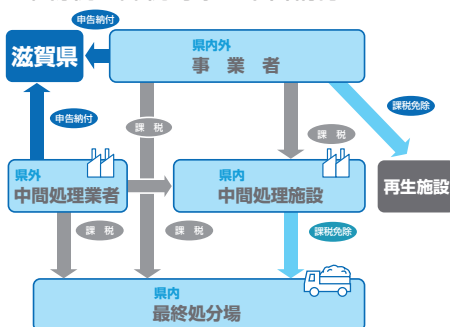 申告納付
滋賀県
県内外
事業者
申告納付
課税
課税
課税免除
県外
中間処理業者
県内
中間処理施設
再生施設
課税
課税
課税免除
県内
最終処分場